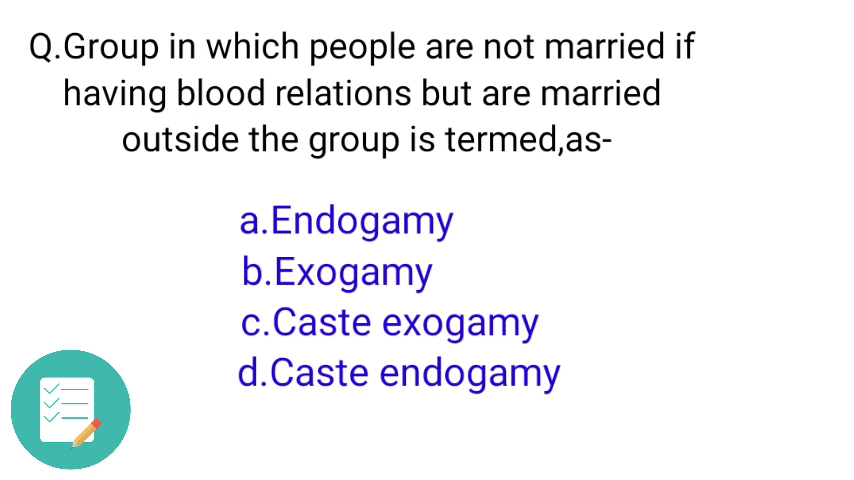 Q.Group in which people are not married if
having blood relations but are married
outside the group is termed,as-
a.Endogamy
b.Exogamy
c.Caste exogamy
d.Caste endogamy